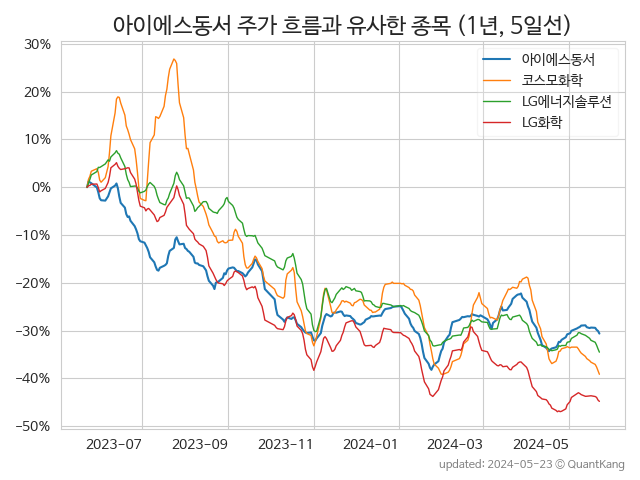 아이에스동서 주가 흐름과 유사한 종목 (1년, 5일선)
30%
20%
10%
0%
−10%
−20%
−30%
−40%
−50%
아이에스동서
코스모화학
LG에너지솔루션
LG화학
2023-07
2023-09
2023-11
2024-01
2024-03
2024-05
updated: 2024-05-23 ⓒ QuantKang